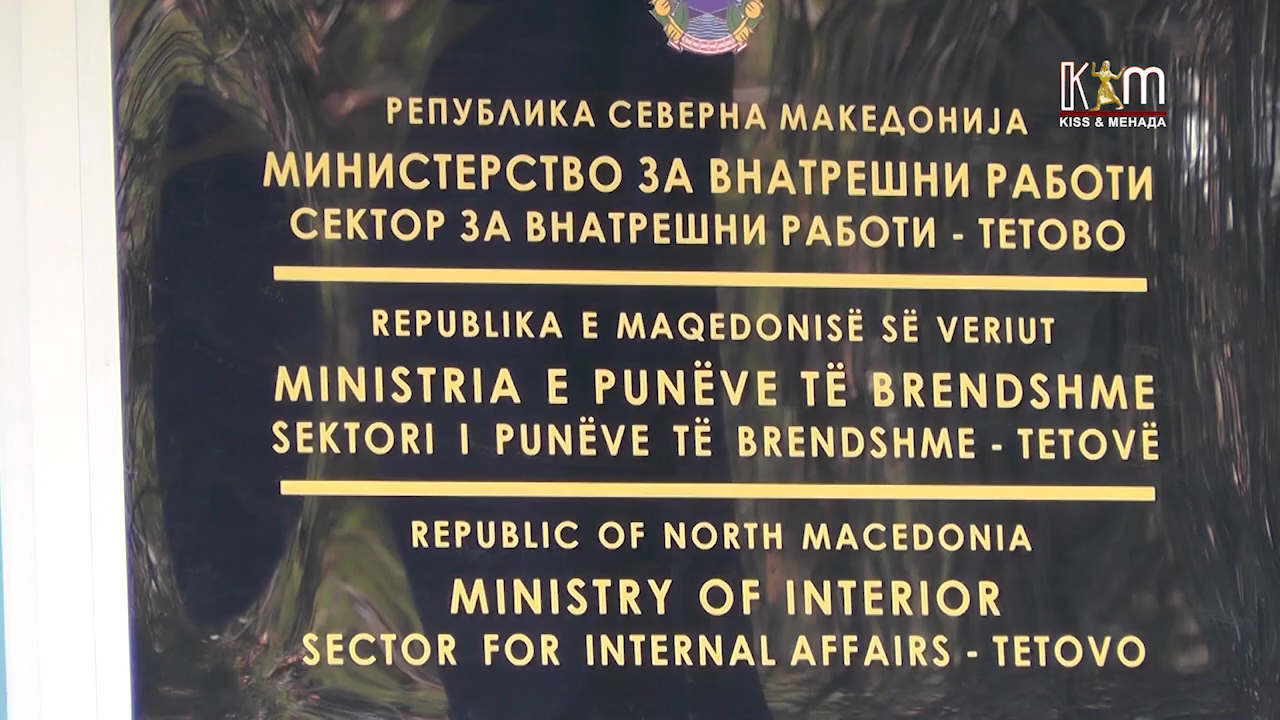 KM
KISS & МЕНАДА
РЕПУБЛИКА СЕВЕРНА МАКЕДОНИЈА
МИНИСТЕРСТВО ЗА ВНАТРЕШНИ РАБОТИ
СЕКТОР ЗА ВНАТРЕШНИ РАБОТИ - ТЕТОВО
REPUBLIKA E MAQEDONISË SË VERIUT
MINISTRIA E PUNËVE TË BRENDSHME
SEKTORI I PUNËVE TË BRENDSHME - TETOVË
REPUBLIC OF NORTH MACEDONIA
MINISTRY OF INTERIOR
SECTOR FOR INTERNAL AFFAIRS - TETOVO